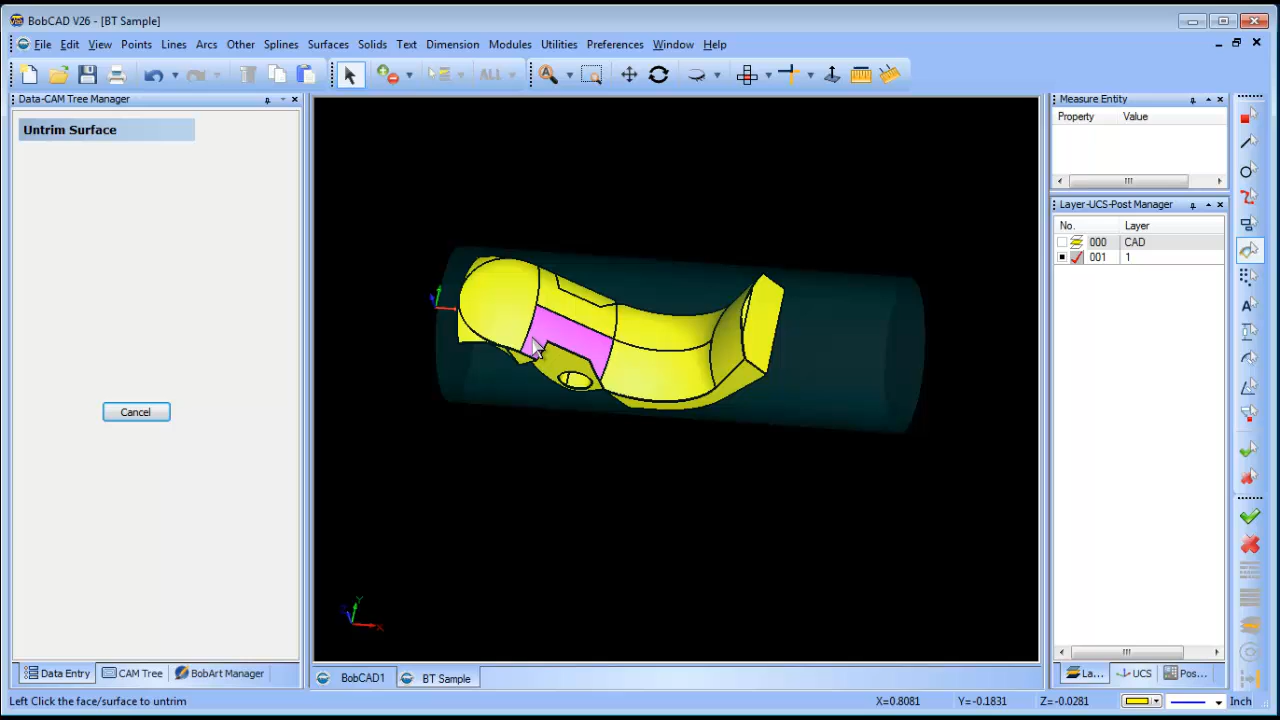 BobCAD V26 - [BT Sample]
File Edit View Points Lines Arcs Other Splines Surfaces Solids Text Dimension Modules Utilities Preferences Window Help
ALL
Data-CAM Tree Manager
Untrim Surface
Cancel
Data Entry CAM Tree BobArt Manager
Y
Z
X
BobCAD1 BT Sample
Measure Entity
Property Value
Layer-UCS-Post Manager
No. Layer
000 CAD
001 1
La... UCS Pos...
Left Click the face/surface to untrim X=0.8081 Y=-0.1831 Z=-0.0281 Inch